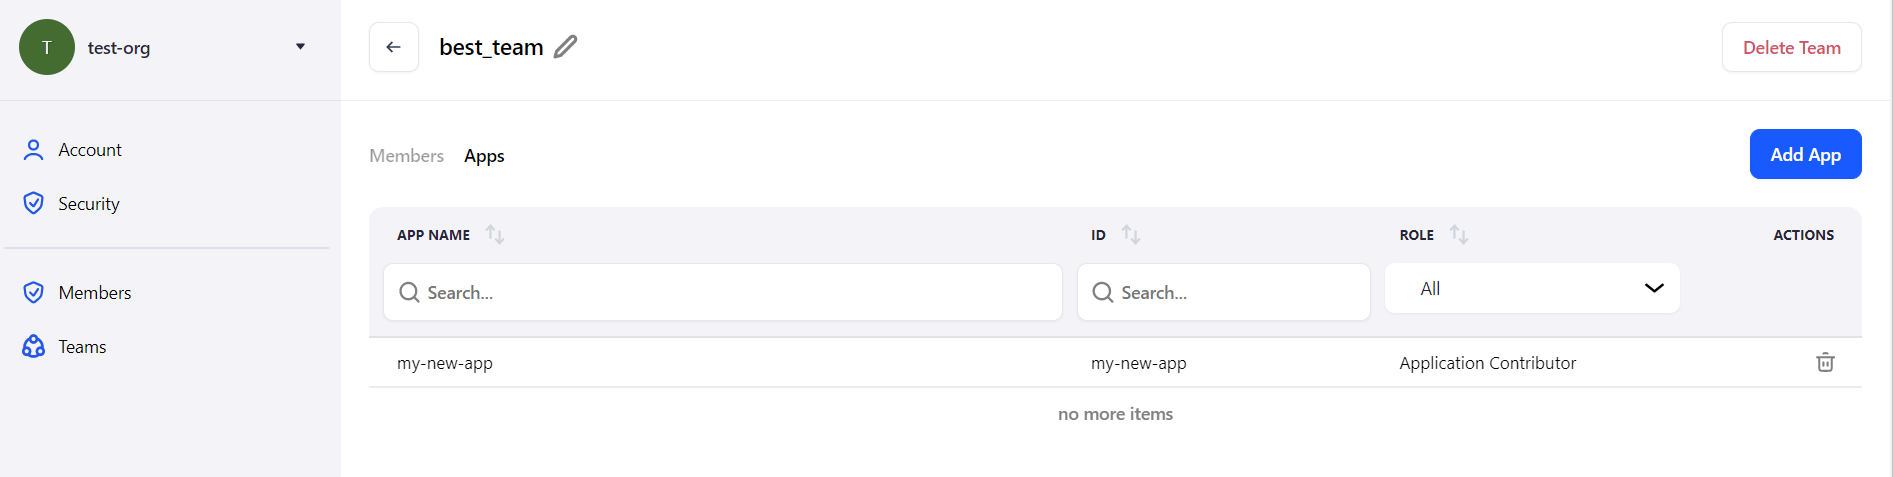 T test-org
best_team
Delete Team
Account
Security
Members
Teams
Members Apps
Add App
APP NAME ID ROLE ACTIONS
Search... Search... All
my-new-app my-new-app Application Contributor
no more items